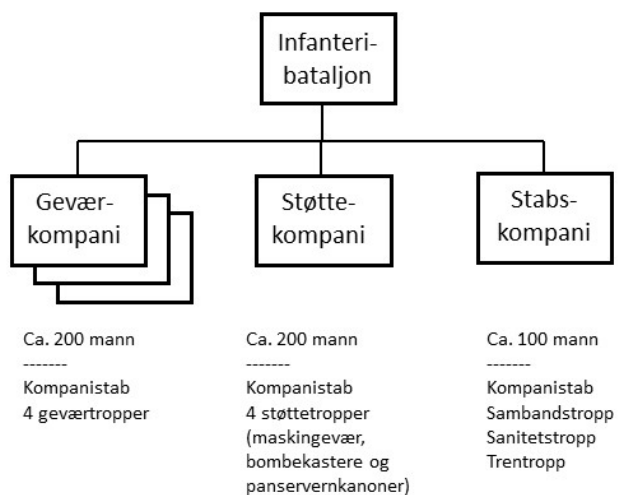 Infanteri-
bataljon
Gevær-
kompani
Støtte-
kompani
Stabs-
kompani
Ca. 200 mann
-------
Kompanistab
4 geværtropper
Ca. 200 mann
-------
Kompanistab
4 støttetropper
(maskingevær,
bombekastere og
panservernkanoner)
Ca. 100 mann
-------
Kompanistab
Sambandstropp
Sanitetstropp
Trentropp